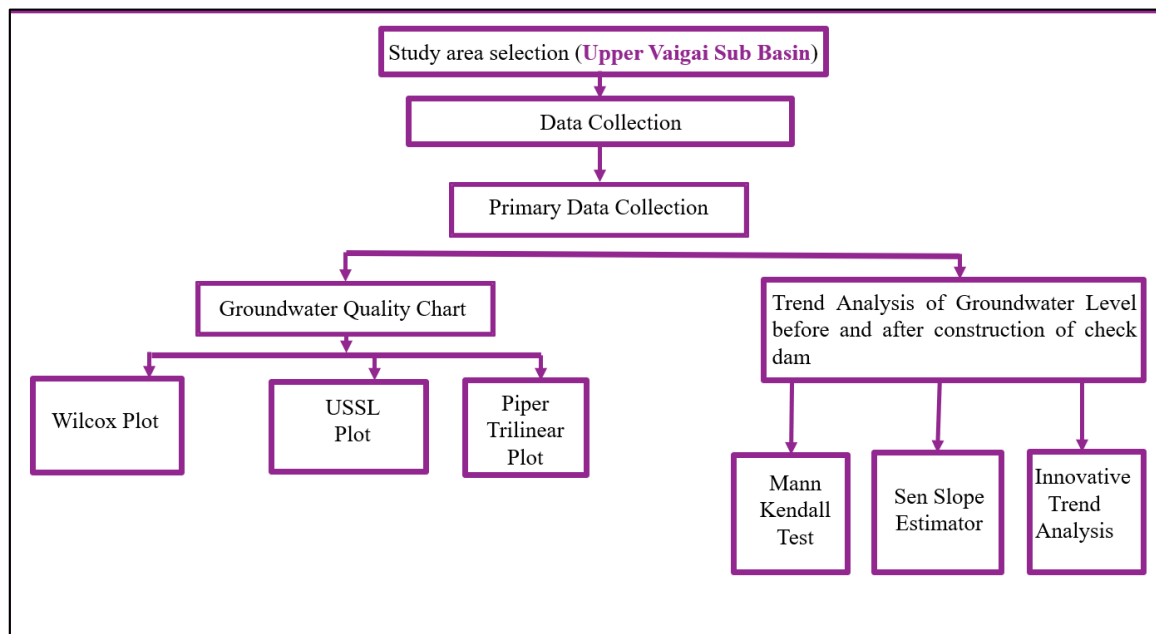 Study area selection (Upper Vaigai Sub Basin)
Data Collection
Primary Data Collection
Groundwater Quality Chart
Trend Analysis of Groundwater Level
before and after construction of check
dam
Wilcox Plot
USSL
Plot
Piper
Trilinear
Plot
Mann
Kendall
Test
Sen Slope
Estimator
Innovative
Trend
Analysis